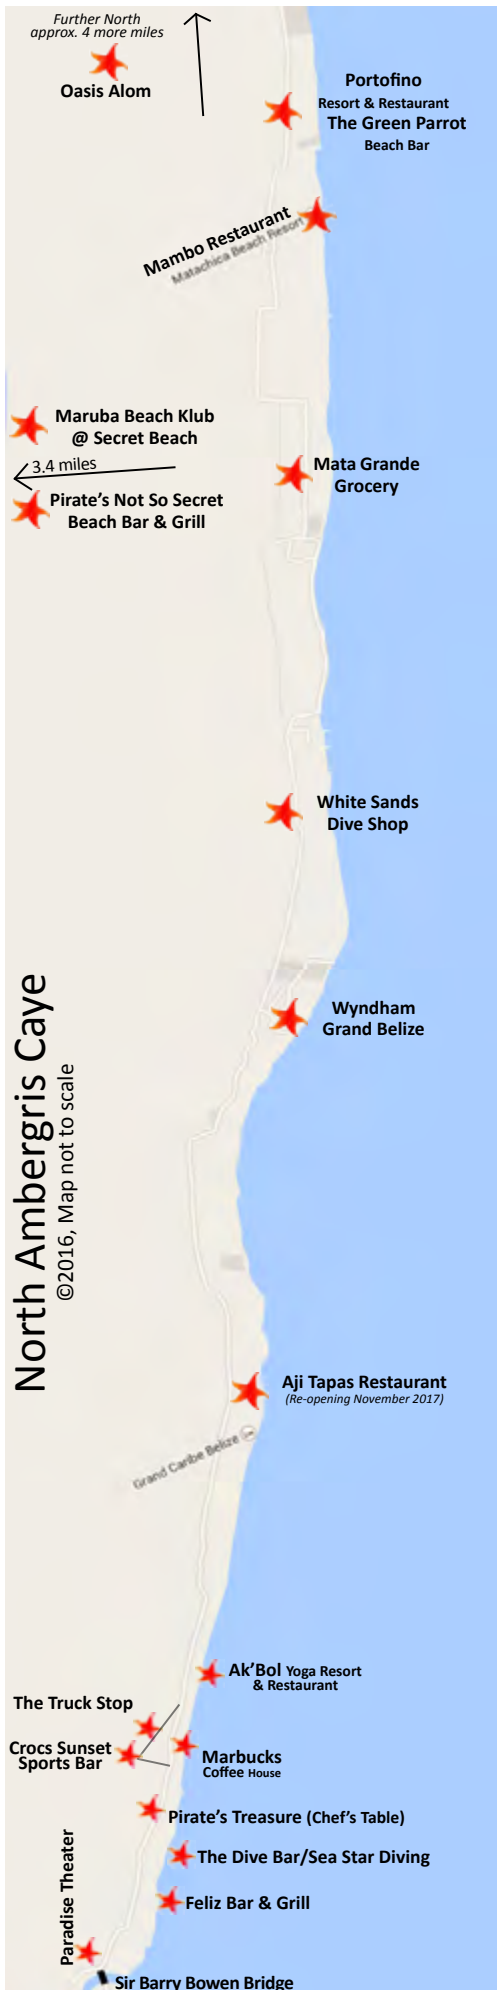 Further North
approx. 4 more miles
Oasis Alom
Portofino
Resort & Restaurant
The Green Parrot
Beach Bar
Mambo Restaurant
Matachica Beach Resort
Maruba Beach Klub
@ Secret Beach
3.4 miles
Pirate's Not So Secret
Beach Bar & Grill
Mata Grande
Grocery
White Sands
Dive Shop
Wyndham
Grand Belize
North Ambergris Caye
©2016, Map not to scale
Aji Tapas Restaurant
(Re-opening November 2017)
Grand Caribe Belize
Ak'Bol Yoga Resort
& Restaurant
The Truck Stop
Crocs Sunset
Sports Bar
Marbucks
Coffee House
Pirate's Treasure (Chef's Table)
The Dive Bar/Sea Star Diving
Feliz Bar & Grill
Paradise Theater
Sir Barry Bowen Bridge